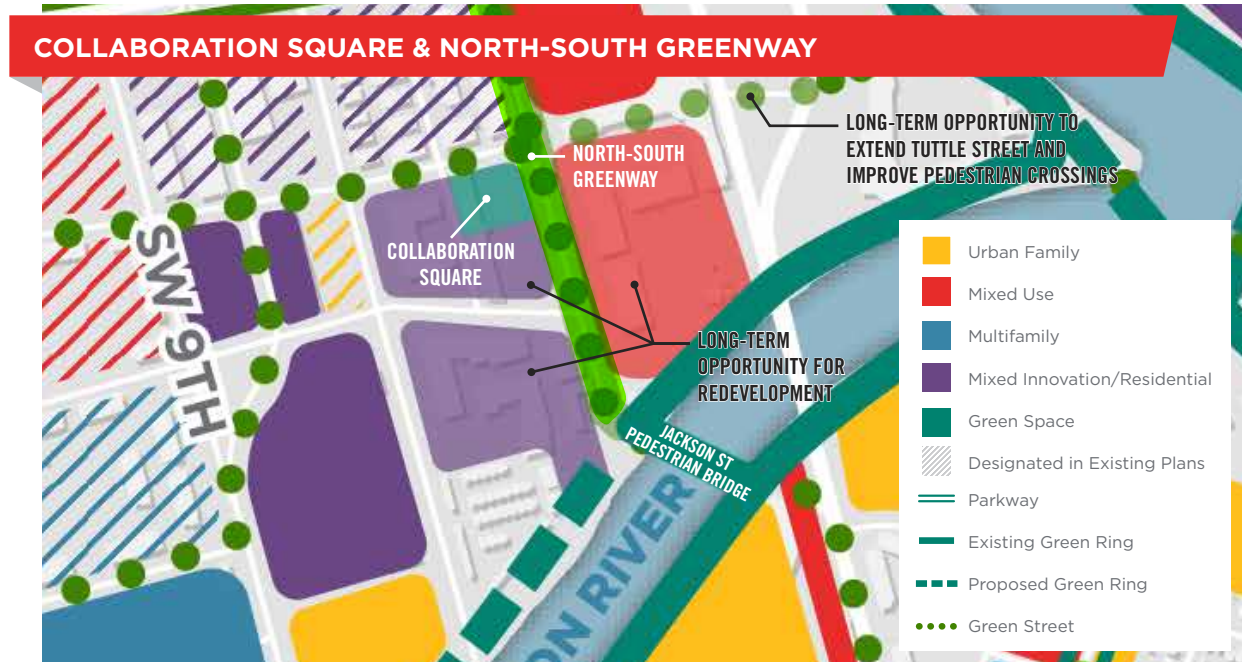 COLLABORATION SQUARE & NORTH-SOUTH GREENWAY
LONG-TERM OPPORTUNITY TO
EXTEND TUTTLE STREET AND
IMPROVE PEDESTRIAN CROSSINGS
NORTH-SOUTH
GREENWAY
COLLABORATION
SQUARE
SW 9TH
LONG-TERM
OPPORTUNITY FOR
REDEVELOPMENT
JACKSON ST
PEDESTRIAN BRIDGE
ON RIVER
Urban Family
Mixed Use
Multifamily
Mixed Innovation/Residential
Green Space
Designated in Existing Plans
Parkway
Existing Green Ring
Proposed Green Ring
Green Street